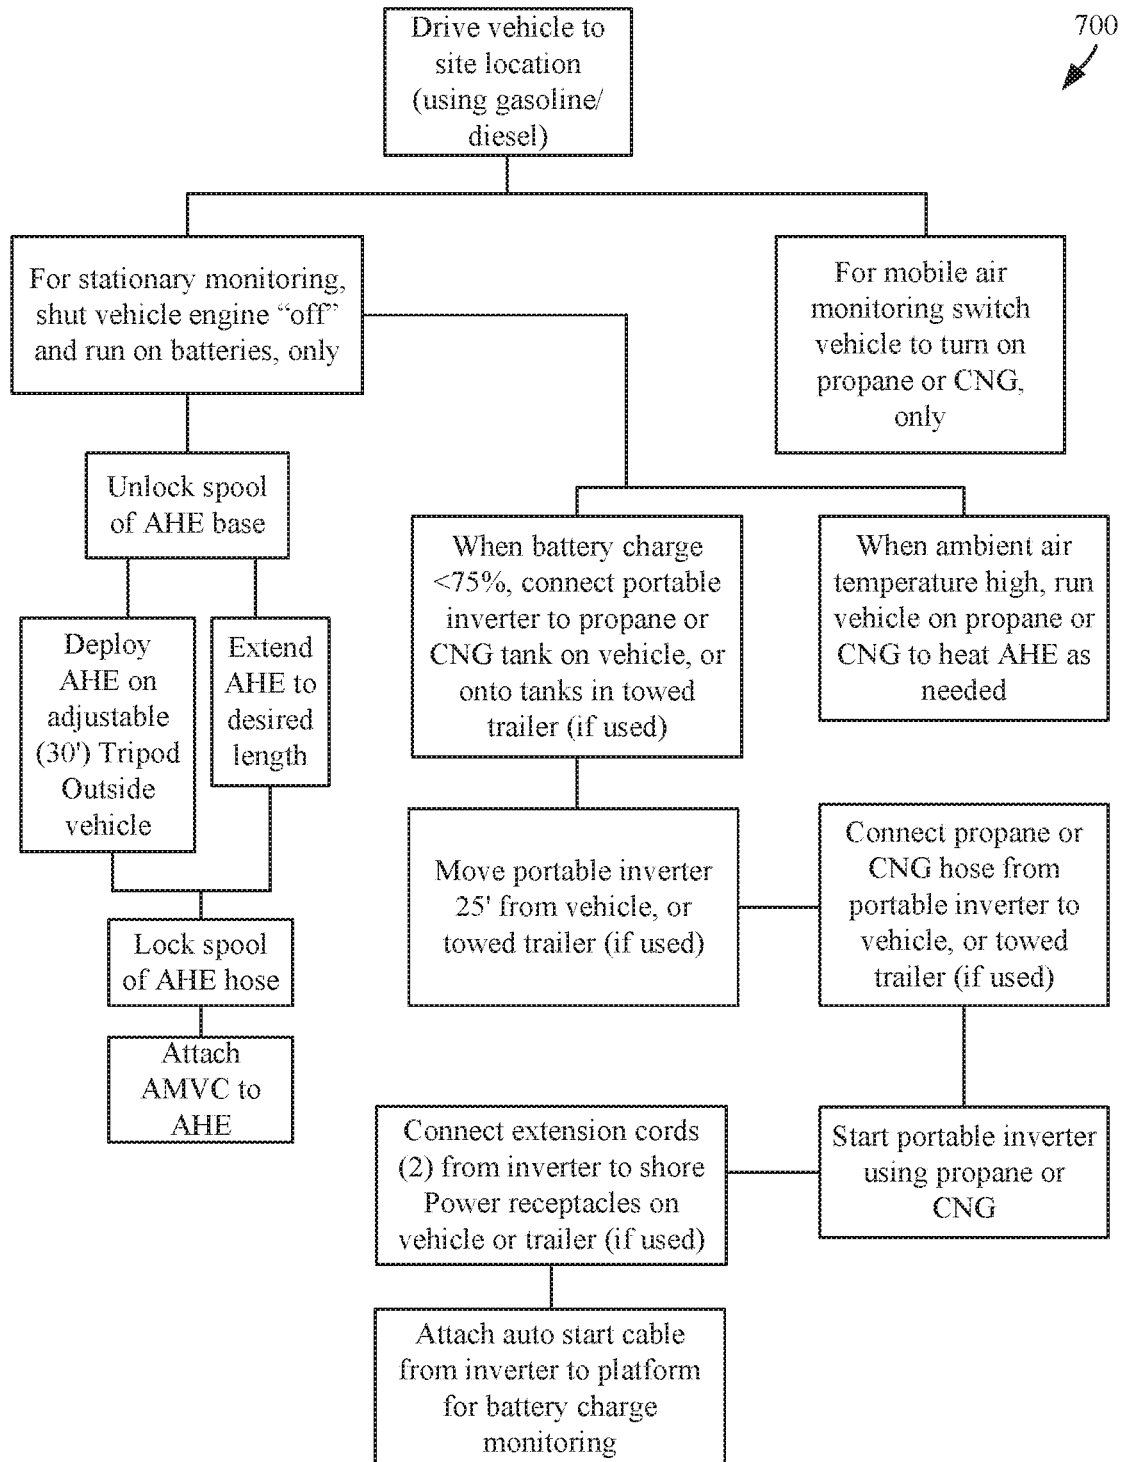 Drive vehicle to
site location
(using gasoline/
diesel)
700
For stationary monitoring,
shut vehicle engine “off”
and run on batteries, only
For mobile air
monitoring switch
vehicle to turn on
propane or CNG,
only
Unlock spool
of AHE base
When battery charge
<75%, connect portable
inverter to propane or
CNG tank on vehicle, or
onto tanks in towed
trailer (if used)
When ambient air
temperature high, run
vehicle on propane or
CNG to heat AHE as
needed
Deploy
AHE on
adjustable
(30') Tripod
Outside
vehicle
Extend
AHE to
desired
length
Move portable inverter
25' from vehicle, or
towed trailer (if used)
Connect propane or
CNG hose from
portable inverter to
vehicle, or towed
trailer (if used)
Lock spool
of AHE hose
Attach
AMVC to
AHE
Connect extension cords
(2) from inverter to shore
Power receptacles on
vehicle or trailer (if used)
Start portable inverter
using propane or
CNG
Attach auto start cable
from inverter to platform
for battery charge
monitoring